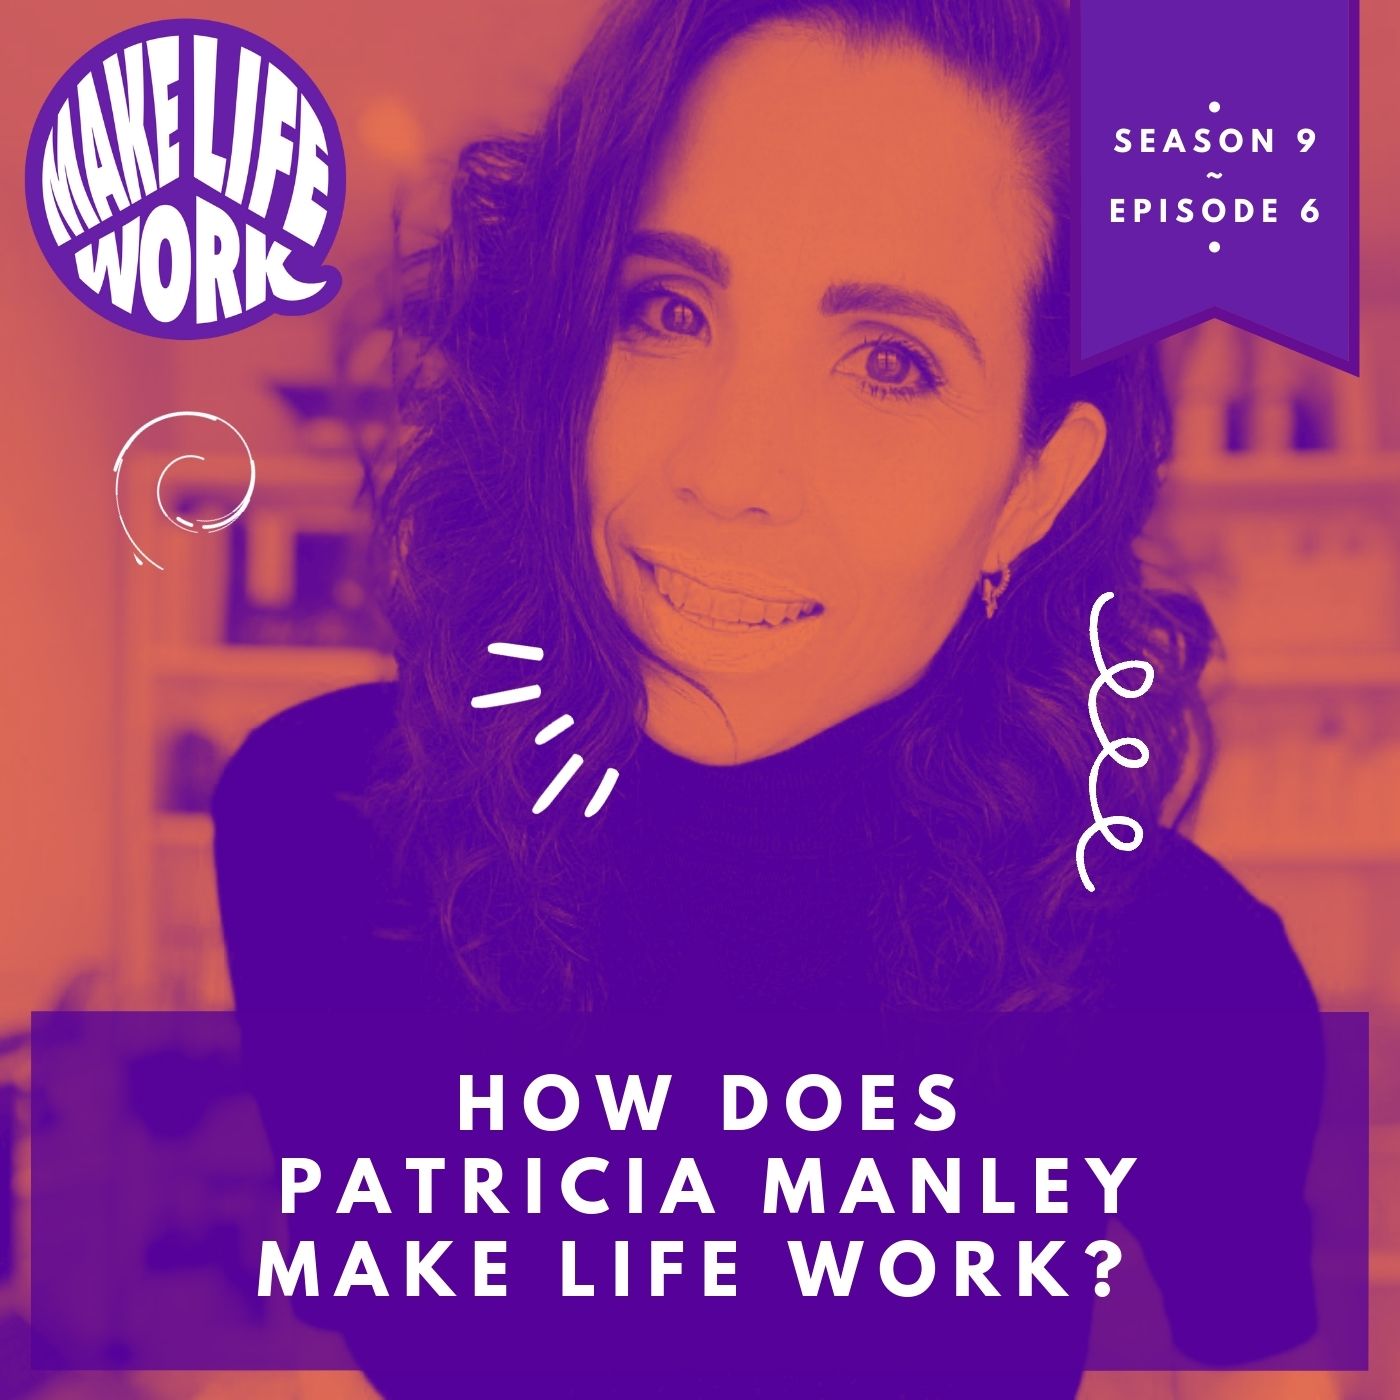 MAKE LIFE
WORK
SEASON 9
~
EPISODE 6
HOW DOES
PATRICIA MANLEY
MAKE LIFE WORK?